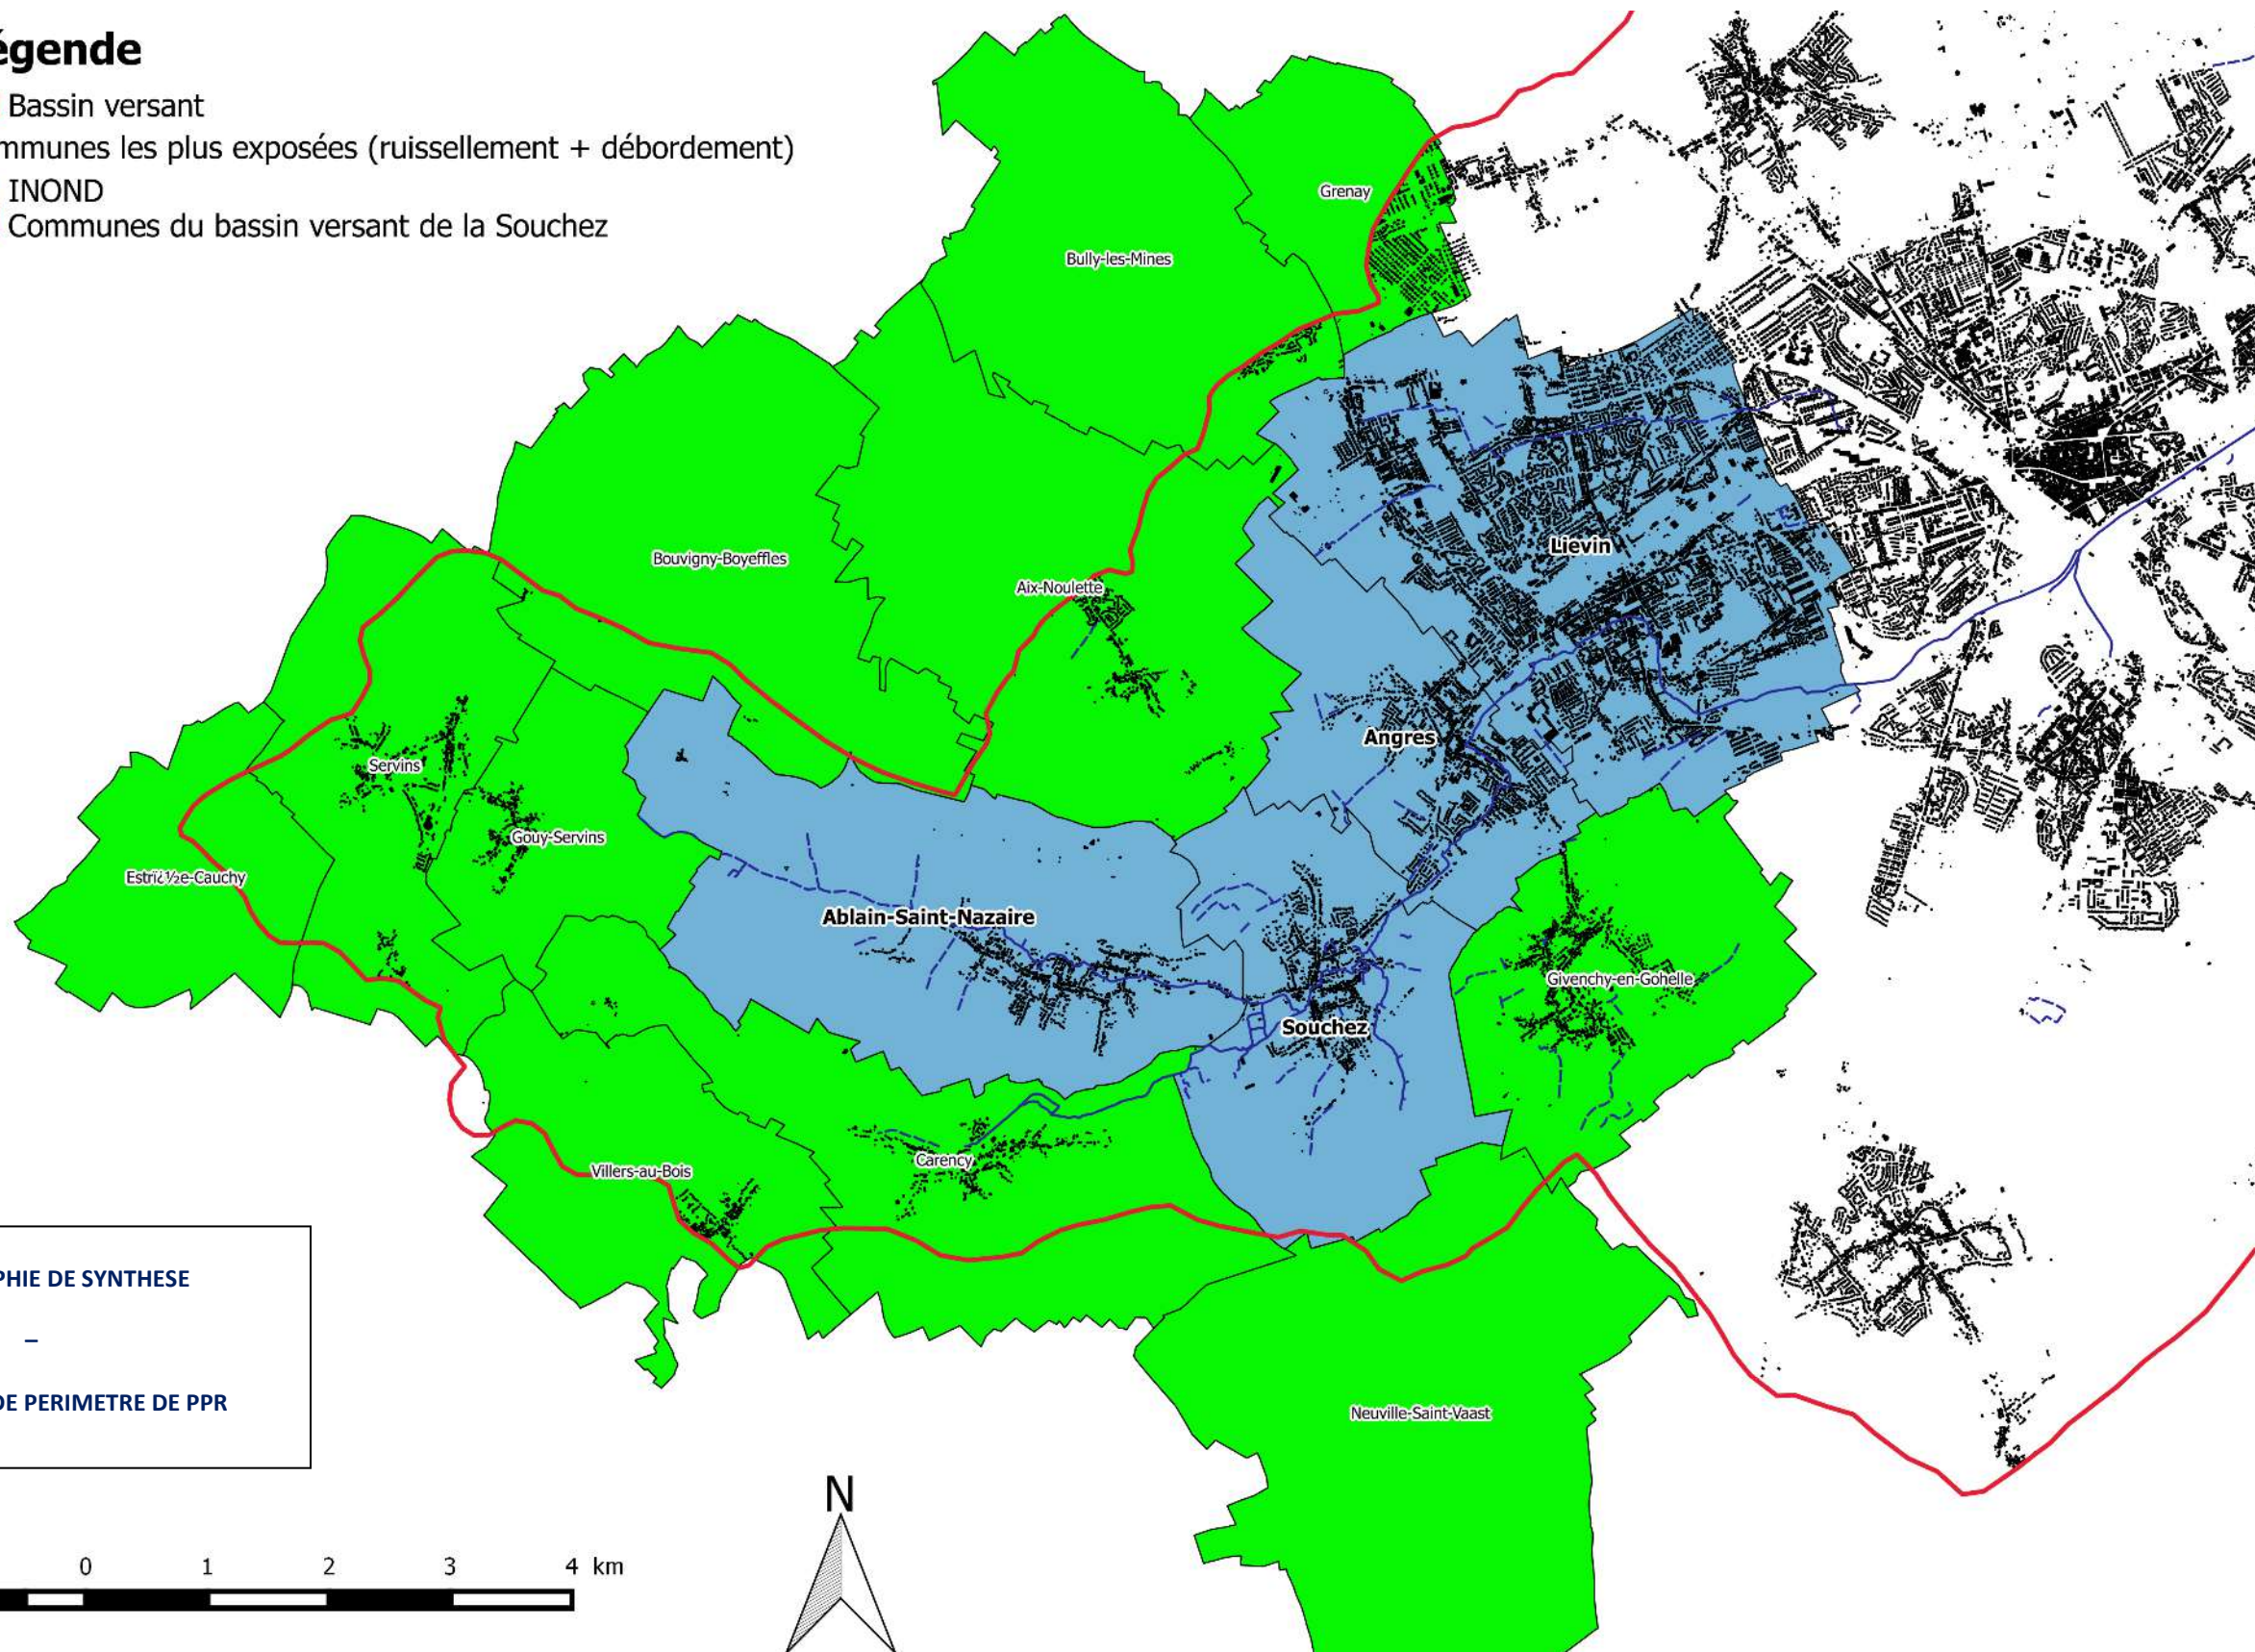 égende
Bassin versant
mmunes les plus exposées (ruissellement + débordement)
INOND
Communes du bassin versant de la Souchez
Grenay
Bully-les-Mines
Lievin
Bouvigny-Boyeffles
Aix-Noulette
Angres
Servins
Gouy-Servins
Estrï¿½e-Cauchy
Ablain-Saint-Nazaire
Givenchy-en-Gohelle
Souchez
Carency
Villers-au-Bois
PHIE DE SYNTHESE
–
DE PERIMETRE DE PPR
Neuville-Saint-Vaast
N
0 1 2 3 4 km